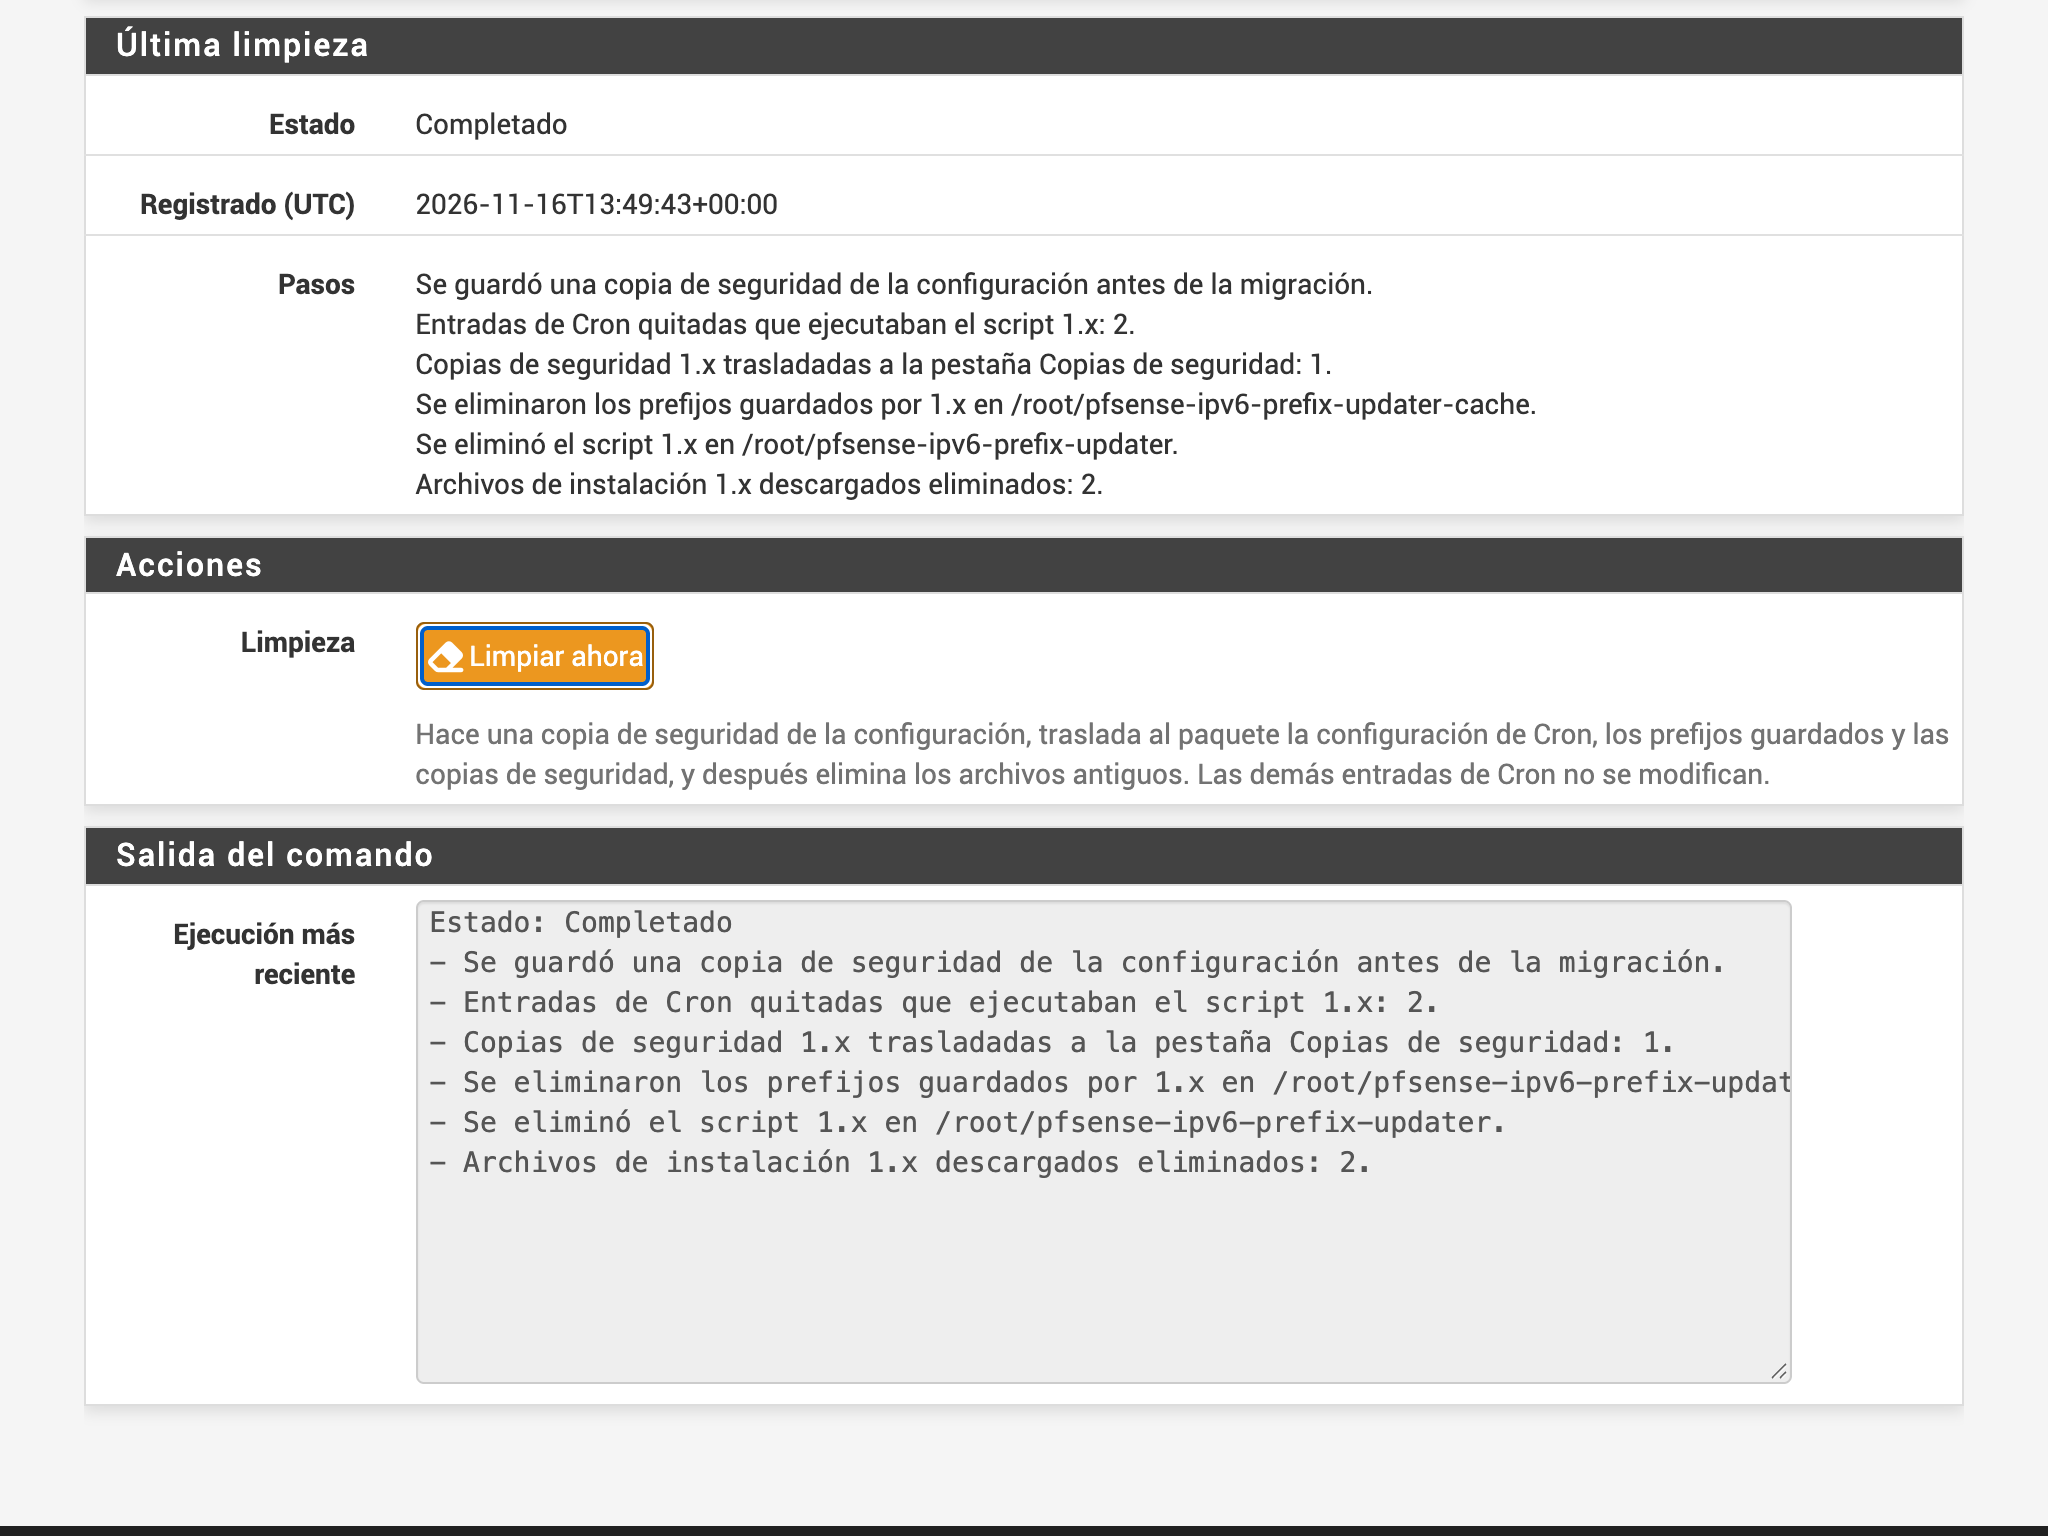 Última limpieza
Estado
Completado
Registrado (UTC)
2026-11-16T13:49:43+00:00
Pasos
Se guardó una copia de seguridad de la configuración antes de la migración.
Entradas de Cron quitadas que ejecutaban el script 1.x: 2.
Copias de seguridad 1.x trasladadas a la pestaña Copias de seguridad: 1.
Se eliminaron los prefijos guardados por 1.x en /root/pfsense-ipv6-prefix-updater-cache.
Se eliminó el script 1.x en /root/pfsense-ipv6-prefix-updater.
Archivos de instalación 1.x descargados eliminados: 2.
Acciones
Limpieza
Limpiar ahora
Hace una copia de seguridad de la configuración, traslada al paquete la configuración de Cron, los prefijos guardados y las
copias de seguridad, y después elimina los archivos antiguos. Las demás entradas de Cron no se modifican.
Salida del comando
Ejecución más
reciente
Estado: Completado
- Se guardó una copia de seguridad de la configuración antes de la migración.
- Entradas de Cron quitadas que ejecutaban el script 1.x: 2.
- Copias de seguridad 1.x trasladadas a la pestaña Copias de seguridad: 1.
- Se eliminaron los prefijos guardados por 1.x en /root/pfsense-ipv6-prefix-updat
- Se eliminó el script 1.x en /root/pfsense-ipv6-prefix-updater.
- Archivos de instalación 1.x descargados eliminados: 2.